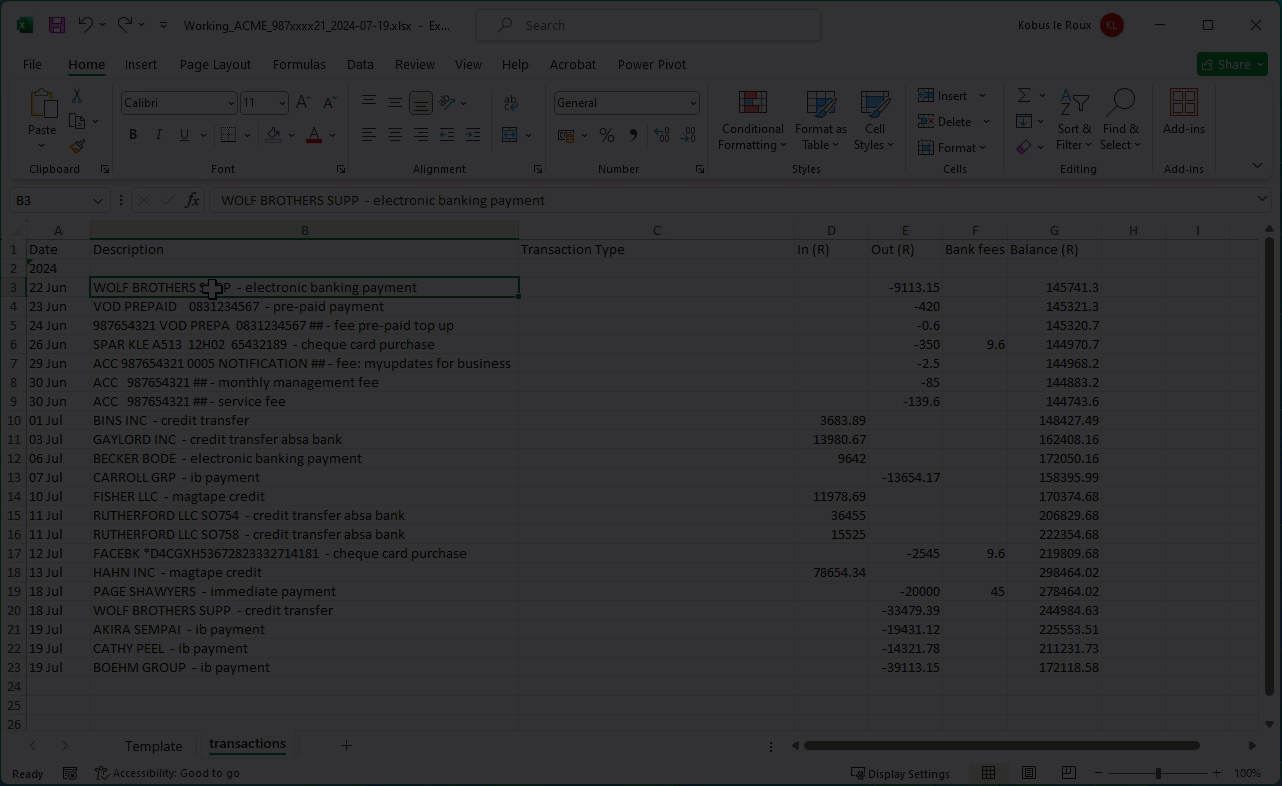 Working_ACME_987xxxx21_2024-07-19.xlsx - Ex... Search Kobus le Roux KL
File Home Insert Page Layout Formulas Data Review View Help Acrobat Power Pivot Share
Calibri 11 General Insert
Paste Conditional Formatting Format as Table Cell Styles Delete Sort & Filter Find & Select Add-ins
B I U A ab c % Format
Clipboard Font Alignment Number Styles Cells Editing Add-ins
B3 fx WOLF BROTHERS SUPP - electronic banking payment
A B C D E F G H I
1 Date Description Transaction Type In (R) Out (R) Bank fees Balance (R)
2 2024
3 22 Jun WOLF BROTHERS SUPP - electronic banking payment -9113.15 145741.3
4 23 Jun VOD PREPAID 0831234567 - pre-paid payment -420 145321.3
5 24 Jun 987654321 VOD PREPA 0831234567 ## - fee pre-paid top up -0.6 145320.7
6 26 Jun SPAR KLE A513 12H02 65432189 - cheque card purchase -350 9.6 144970.7
7 29 Jun ACC 987654321 0005 NOTIFICATION ## - fee: myupdates for business -2.5 144968.2
8 30 Jun ACC 987654321 ## - monthly management fee -85 144883.2
9 30 Jun ACC 987654321 ## - service fee -139.6 144743.6
10 01 Jul BINS INC - credit transfer 3683.89 148427.49
11 03 Jul GAYLORD INC - credit transfer absa bank 13980.67 162408.16
12 06 Jul BECKER BODE - electronic banking payment 9642 172050.16
13 07 Jul CARROLL GRP - ib payment -13654.17 158395.99
14 10 Jul FISHER LLC - magtape credit 11978.69 170374.68
15 11 Jul RUTHERFORD LLC SO754 - credit transfer absa bank 36455 206829.68
16 11 Jul RUTHERFORD LLC SO758 - credit transfer absa bank 15525 222354.68
17 12 Jul FACEBK *D4CGXH53672823332714181 - cheque card purchase -2545 9.6 219809.68
18 13 Jul HAHN INC - magtape credit 78654.34 298464.02
19 18 Jul PAGE SHAWYERS - immediate payment -20000 45 278464.02
20 18 Jul WOLF BROTHERS SUPP - credit transfer -33479.39 244984.63
21 19 Jul AKIRA SEMPAI - ib payment -19431.12 225553.51
22 19 Jul CATHY PEEL - ib payment -14321.78 211231.73
23 19 Jul BOEHM GROUP - ib payment -39113.15 172118.58
24
25
26
Template transactions
Ready Accessibility: Good to go Display Settings 100%